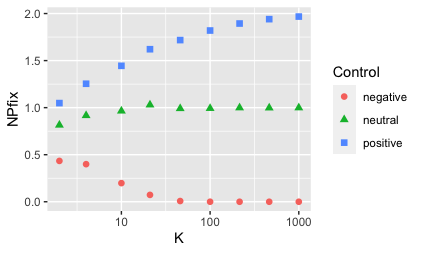 2.0
1.5
1.0
0.5
0.0
NPfix
10
100
1000
K
Control
negative
neutral
positive